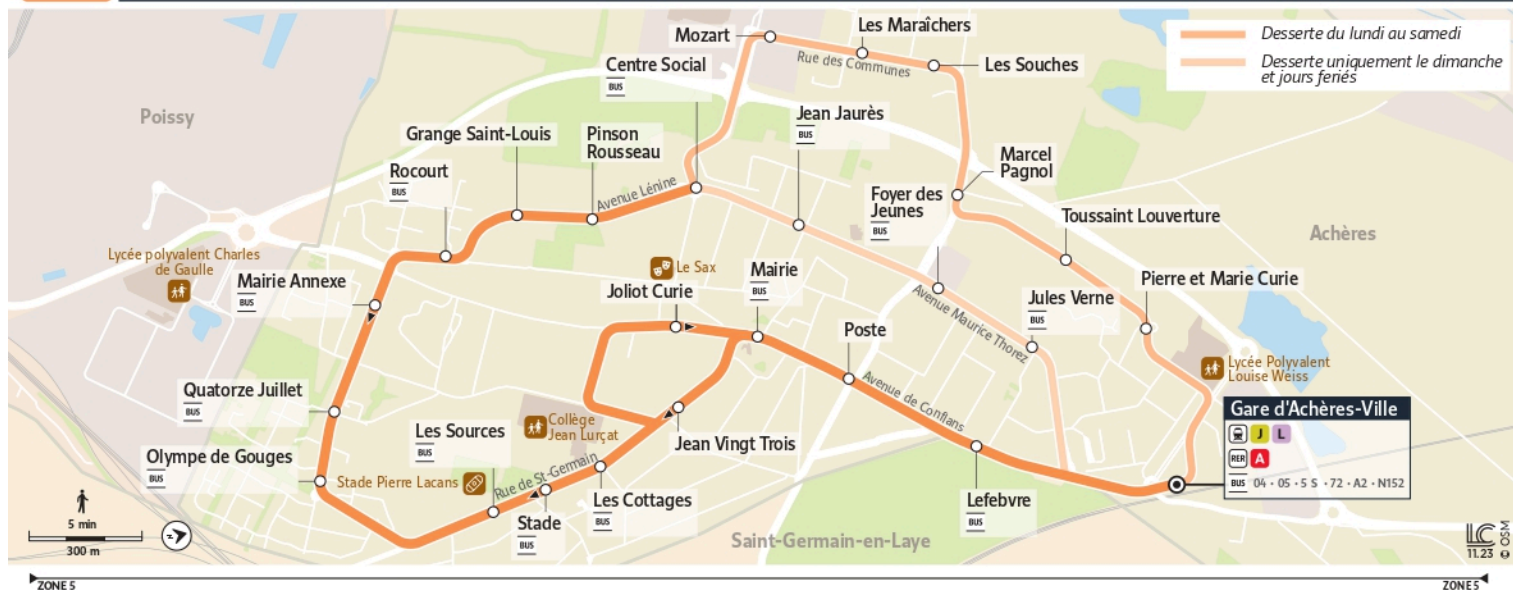 Mozart
Les Maraîchers
Rue des Communes
Les Souches
Desserte du lundi au samedi
Desserte uniquement le dimanche
et jours feriés
Centre Social
BUS
Poissy
Grange Saint-Louis
Pinson
Rousseau
Jean Jaurès
BUS
Rocourt
BUS
Avenue Lénine
Marcel
Pagnol
Foyer des
Jeunes
BUS
Toussaint Louverture
Achères
Lycée polyvalent Charles
de Gaulle
Mairie Annexe
BUS
Le Sax
Joliot Curie
Mairie
BUS
Pierre et Marie Curie
Avenue Maurice Thorez
Jules Verne
BUS
Poste
Lycée Polyvalent
Louise Weiss
Quatorze Juillet
BUS
Avenue de Conflans
Gare d'Achères-Ville
J L
RER A
BUS 04 · 05 · 5 S · 72 · A2 · N152
Collège
Jean Lurçat
Les Sources
BUS
Jean Vingt Trois
Olympe de Gouges
BUS
Stade Pierre Lacans
Rue de St-Germain
Les Cottages
BUS
Stade
BUS
Lefebvre
BUS
Saint-Germain-en-Laye
5 min
300 m
Z
LC
11.23 © OSM
ZONE 5
ZONE 5